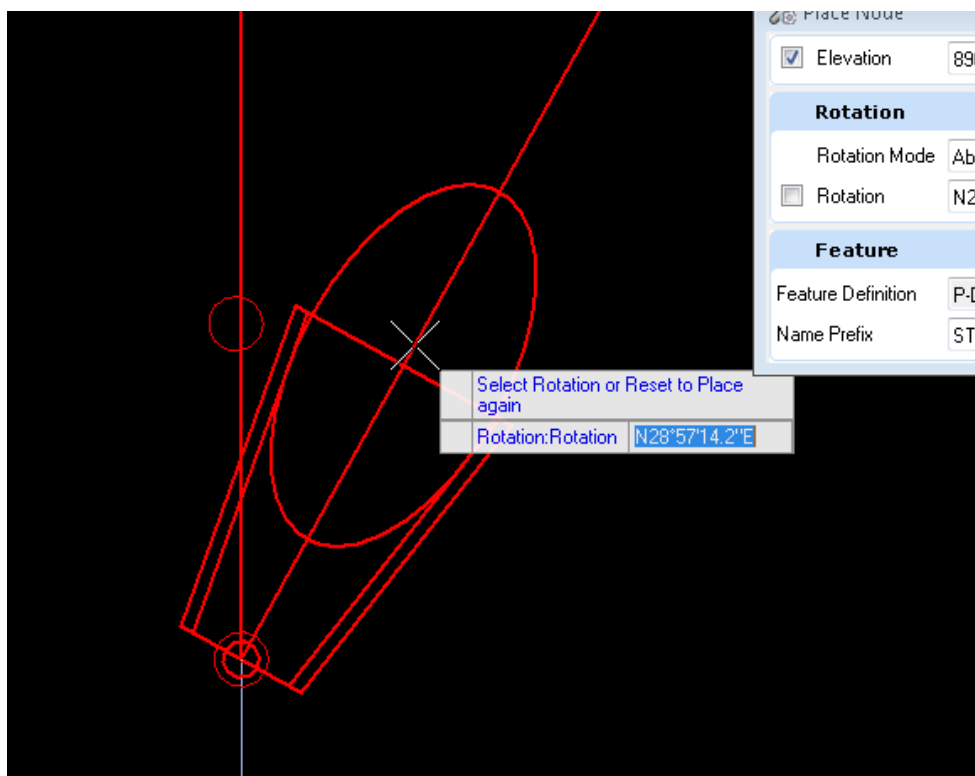 Place Node
Elevation 89
Rotation
Rotation Mode Ab
Rotation N2
Feature
Feature Definition P-D
Name Prefix ST
Select Rotation or Reset to Place
again
Rotation:Rotation N28°57'14.2"E